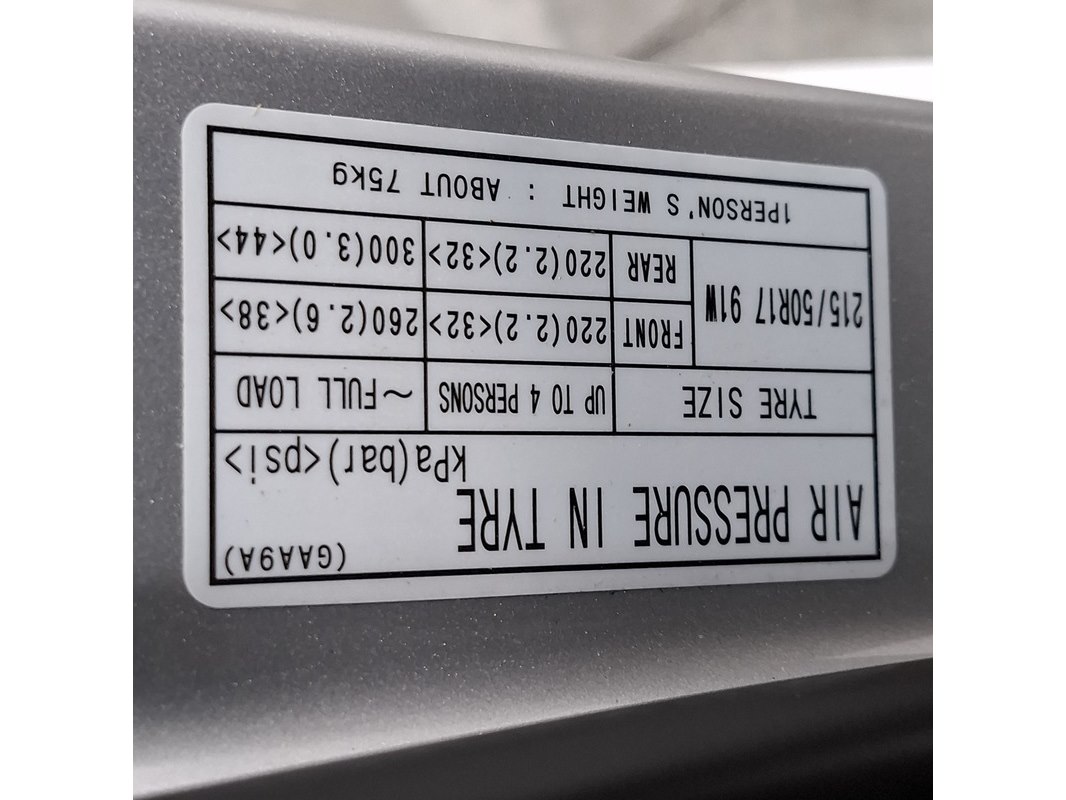 (GAA9A)
AIR PRESSURE IN TYRE
kPa(bar)<psi>
TYRE SIZE UP TO 4 PERSONS ~FULL LOAD
215/50R17 91W FRONT 220(2.2)<32> 260(2.6)<38>
REAR 220(2.2)<32> 300(3.0)<44>
1PERSON'S WEIGHT : ABOUT 75kg